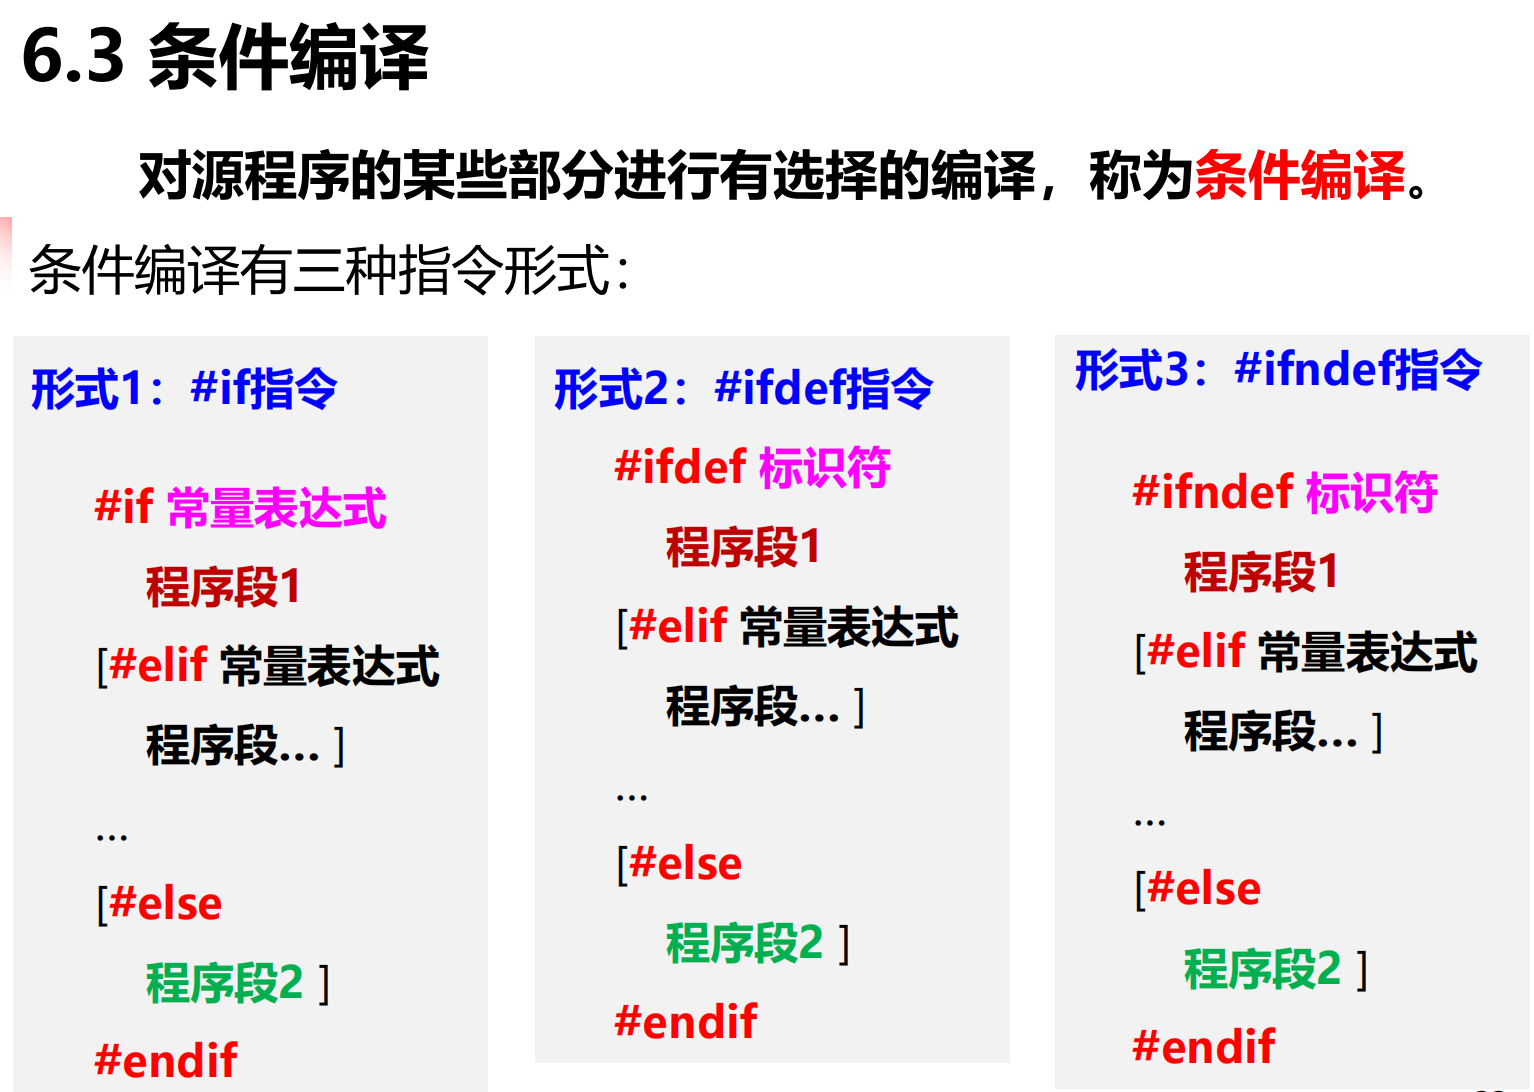 6.3 条件编译
对源程序的某些部分进行有选择的编译，称为条件编译。
条件编译有三种指令形式：
形式1：#if指令
#if 常量表达式
程序段1
[#elif 常量表达式
程序段… ]
…
[#else
程序段2 ]
#endif
形式2：#ifdef指令
#ifdef 标识符
程序段1
[#elif 常量表达式
程序段… ]
…
[#else
程序段2 ]
#endif
形式3：#ifndef指令
#ifndef 标识符
程序段1
[#elif 常量表达式
程序段… ]
…
[#else
程序段2 ]
#endif